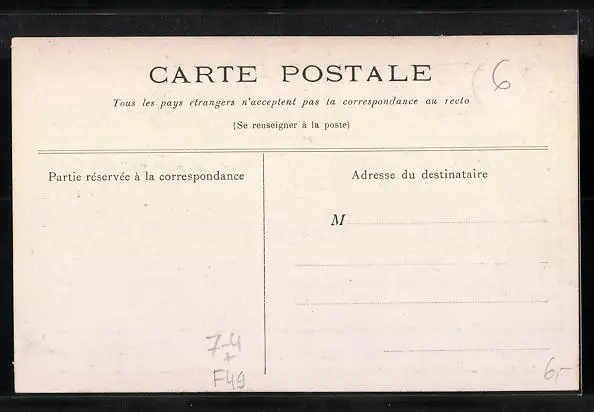 CARTE POSTALE
6
Tous les pays étrangers n'acceptent pas la correspondance au recto
(Se renseigner à la poste)
Partie réservée à la correspondance
Adresse du destinataire
M
7-4
+
F49
6,-